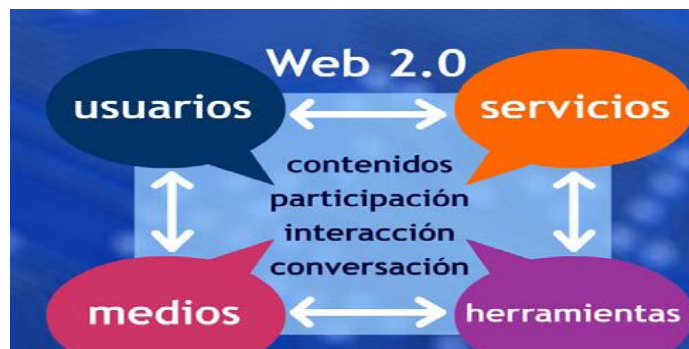 Web 2.0
usuarios
servicios
contenidos
participación
interacción
conversación
medios
herramientas